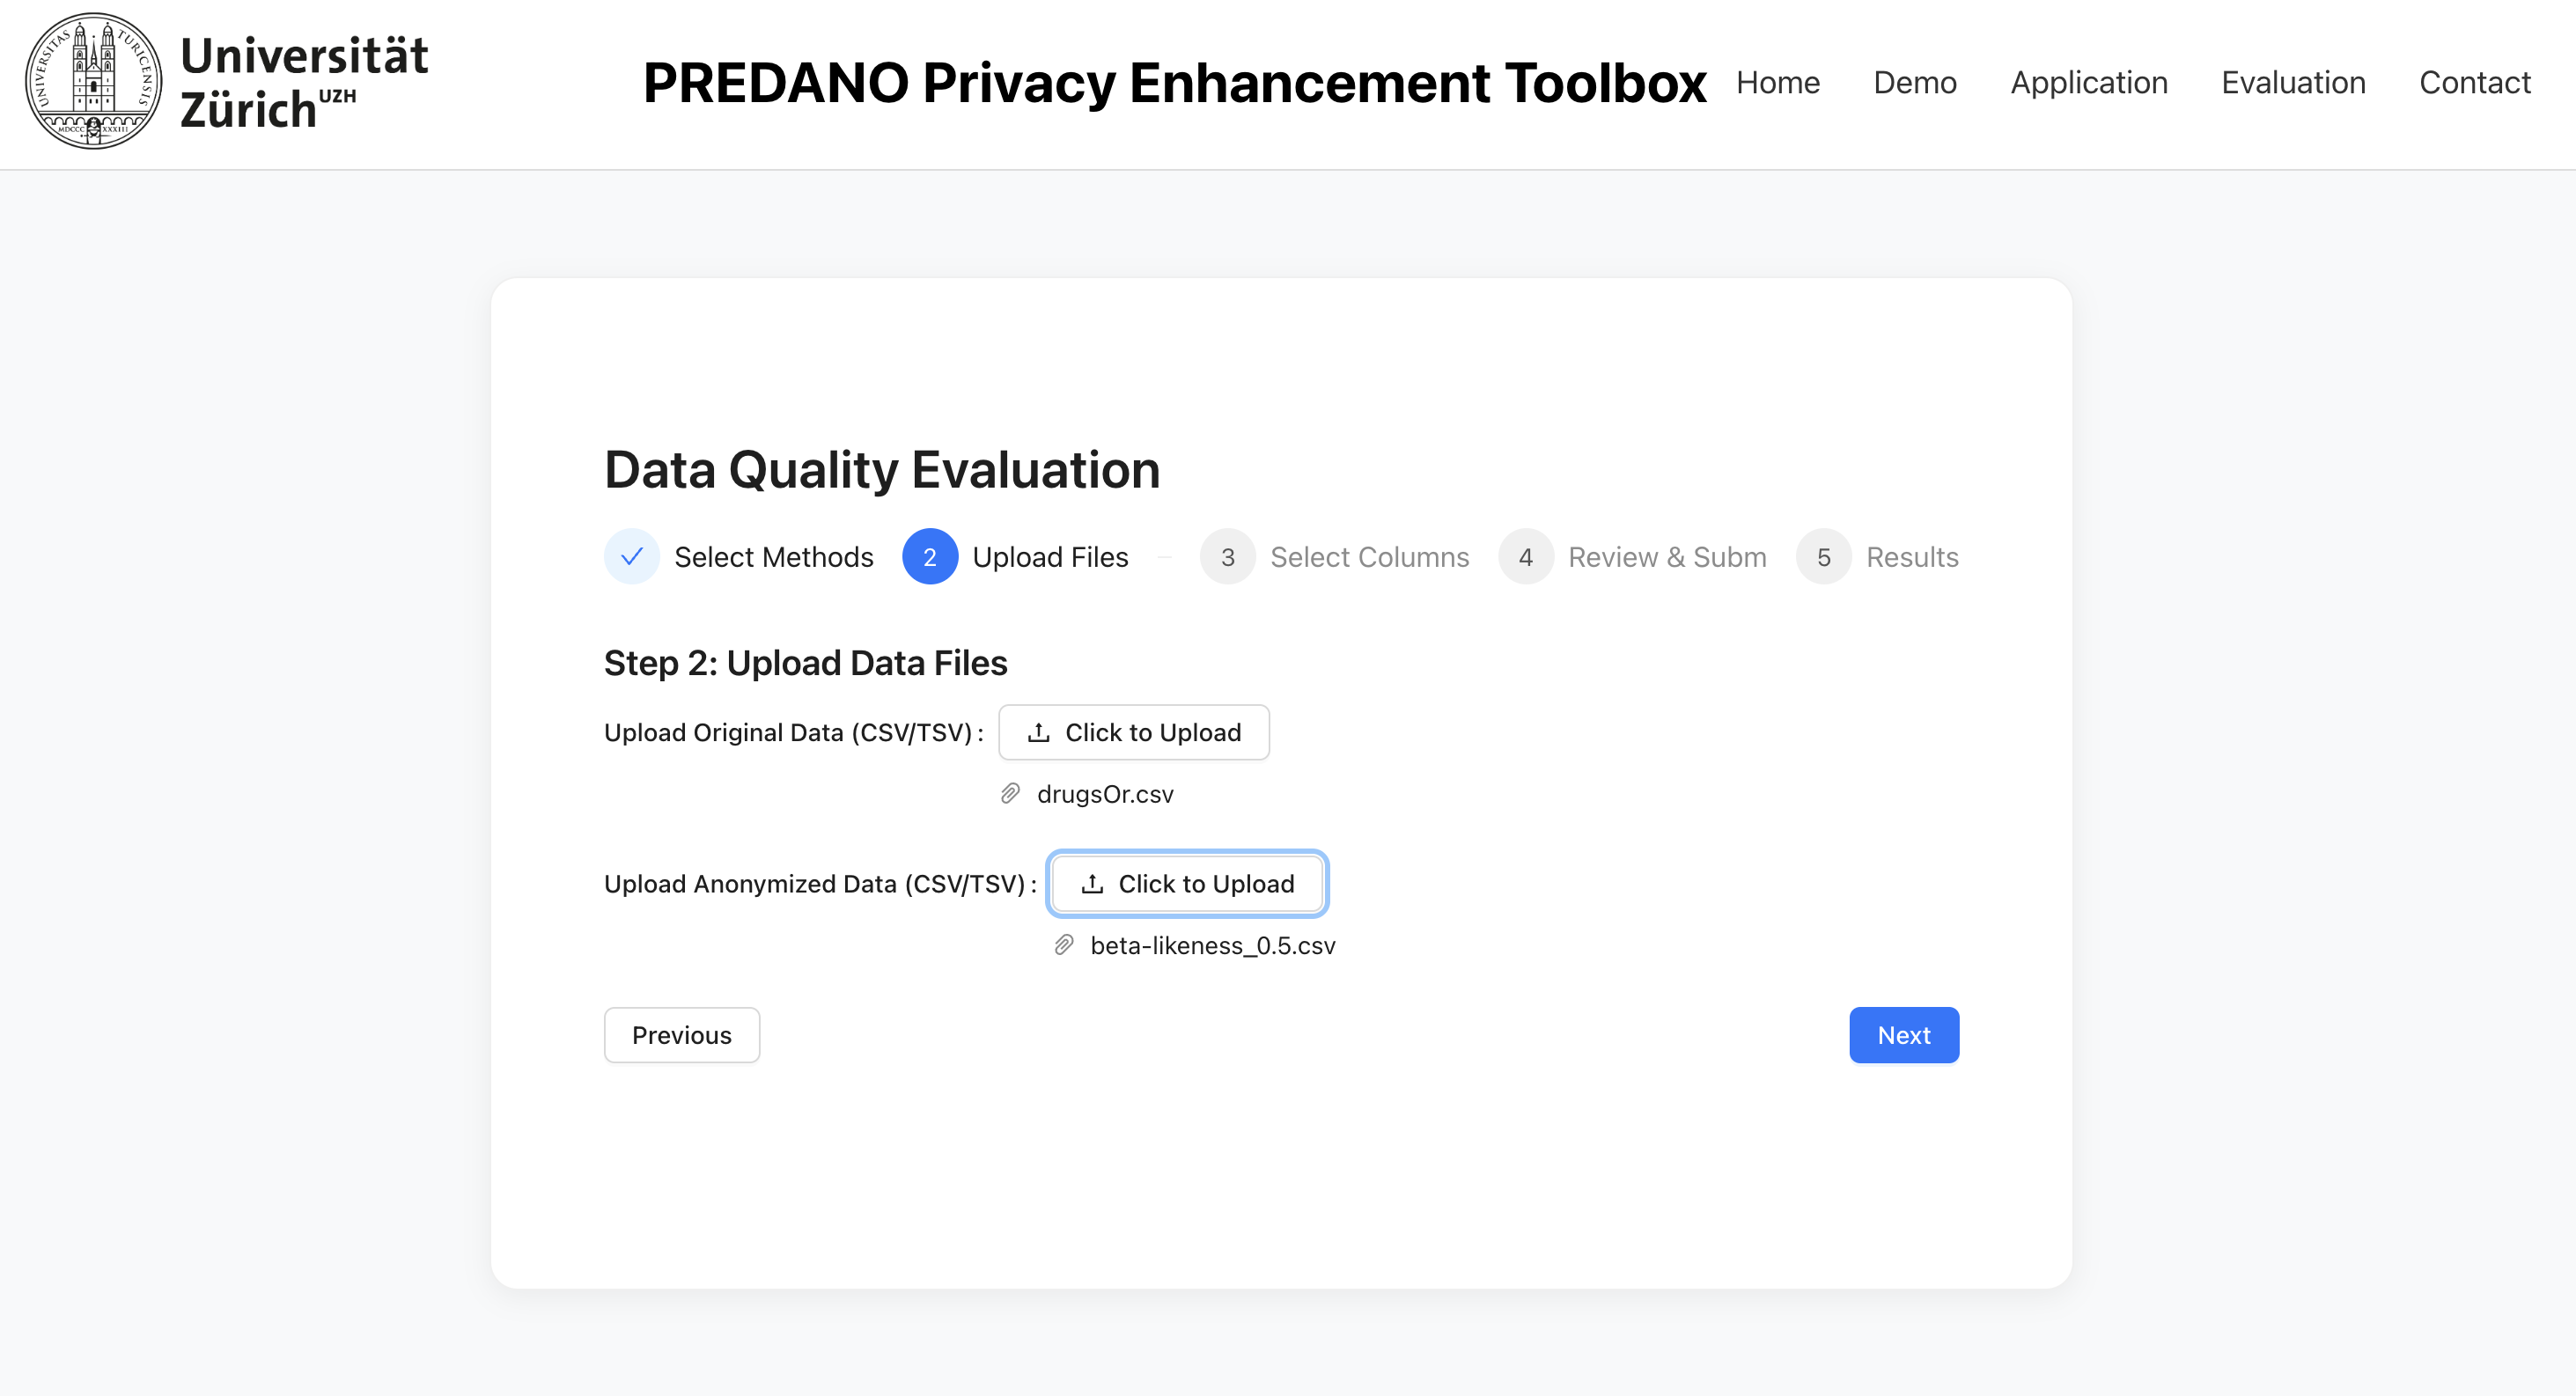 UNIVERSITAS TURICENSIS
MDCCC XXXIII
Universität
Zürich UZH
PREDANO Privacy Enhancement Toolbox
Home
Demo
Application
Evaluation
Contact
Data Quality Evaluation
Select Methods
2 Upload Files
3 Select Columns
4 Review & Subm
5 Results
Step 2: Upload Data Files
Upload Original Data (CSV/TSV) : Click to Upload
drugsOr.csv
Upload Anonymized Data (CSV/TSV) : Click to Upload
beta-likeness_0.5.csv
Previous
Next